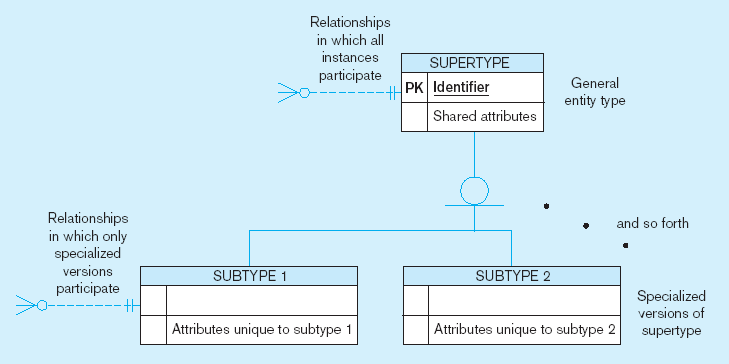 Relationships
in which all
instances
participate
SUPERTYPE
PK Identifier
Shared attributes
General
entity type
and so forth
Relationships
in which only
specialized
versions
participate
SUBTYPE 1
Attributes unique to subtype 1
SUBTYPE 2
Attributes unique to subtype 2
Specialized
versions of
supertype